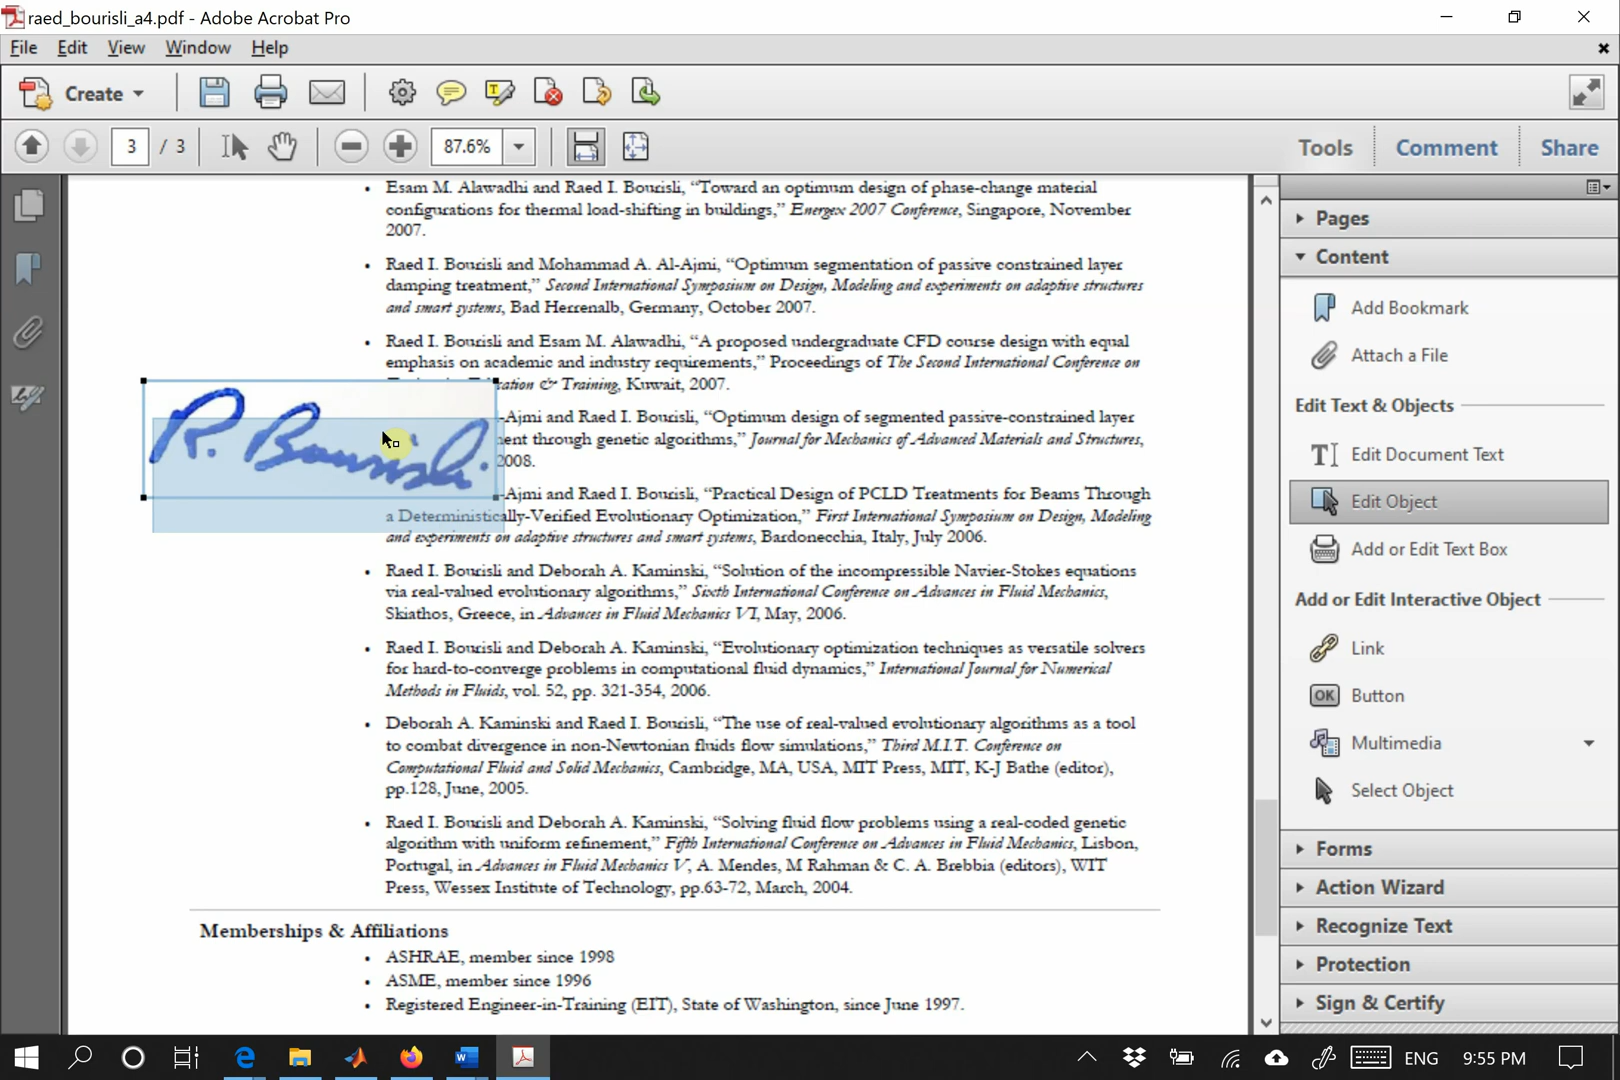 raed_bourisli_a4.pdf - Adobe Acrobat Pro
File Edit View Window Help
Create
3 / 3 87.6% Tools Comment Share
• Esam M. Alawadhi and Raed I. Bourisli, “Toward an optimum design of phase-change material
configurations for thermal load-shifting in buildings,” Energex 2007 Conference, Singapore, November
2007.
• Raed I. Bourisli and Mohammad A. Al-Ajmi, “Optimum segmentation of passive constrained layer
damping treatment,” Second International Symposium on Design, Modeling and experiments on adaptive structures
and smart systems, Bad Herrenalb, Germany, October 2007.
• Raed I. Bourisli and Esam M. Alawadhi, “A proposed undergraduate CFD course design with equal
emphasis on academic and industry requirements,” Proceedings of The Second International Conference on
& Training, Kuwait, 2007.
R. Bourisli.
-Ajmi and Raed I. Bourisli, “Optimum design of segmented passive-constrained layer
through genetic algorithms,” Journal for Mechanics of Advanced Materials and Structures,
2008.
-Ajmi and Raed I. Bourisli, “Practical Design of PCLD Treatments for Beams Through
a Deterministically-Verified Evolutionary Optimization,” First International Symposium on Design, Modeling
and experiments on adaptive structures and smart systems, Bardonecchia, Italy, July 2006.
• Raed I. Bourisli and Deborah A. Kaminski, “Solution of the incompressible Navier-Stokes equations
via real-valued evolutionary algorithms,” Sixth International Conference on Advances in Fluid Mechanics,
Skiathos, Greece, in Advances in Fluid Mechanics VI, May, 2006.
• Raed I. Bourisli and Deborah A. Kaminski, “Evolutionary optimization techniques as versatile solvers
for hard-to-converge problems in computational fluid dynamics,” International Journal for Numerical
Methods in Fluids, vol. 52, pp. 321-354, 2006.
• Deborah A. Kaminski and Raed I. Bourisli, “The use of real-valued evolutionary algorithms as a tool
to combat divergence in non-Newtonian fluids flow simulations,” Third M.I.T. Conference on
Computational Fluid and Solid Mechanics, Cambridge, MA, USA, MIT Press, MIT, K-J Bathe (editor),
pp.128, June, 2005.
• Raed I. Bourisli and Deborah A. Kaminski, “Solving fluid flow problems using a real-coded genetic
algorithm with uniform refinement,” Fifth International Conference on Advances in Fluid Mechanics, Lisbon,
Portugal, in Advances in Fluid Mechanics V, A. Mendes, M Rahman & C. A. Brebbia (editors), WIT
Press, Wessex Institute of Technology, pp.63-72, March, 2004.
Memberships & Affiliations
• ASHRAE, member since 1998
• ASME, member since 1996
• Registered Engineer-in-Training (EIT), State of Washington, since June 1997.
Pages
Content
Add Bookmark
Attach a File
Edit Text & Objects
Edit Document Text
Edit Object
Add or Edit Text Box
Add or Edit Interactive Object
Link
OK Button
Multimedia
Select Object
Forms
Action Wizard
Recognize Text
Protection
Sign & Certify
ENG 9:55 PM